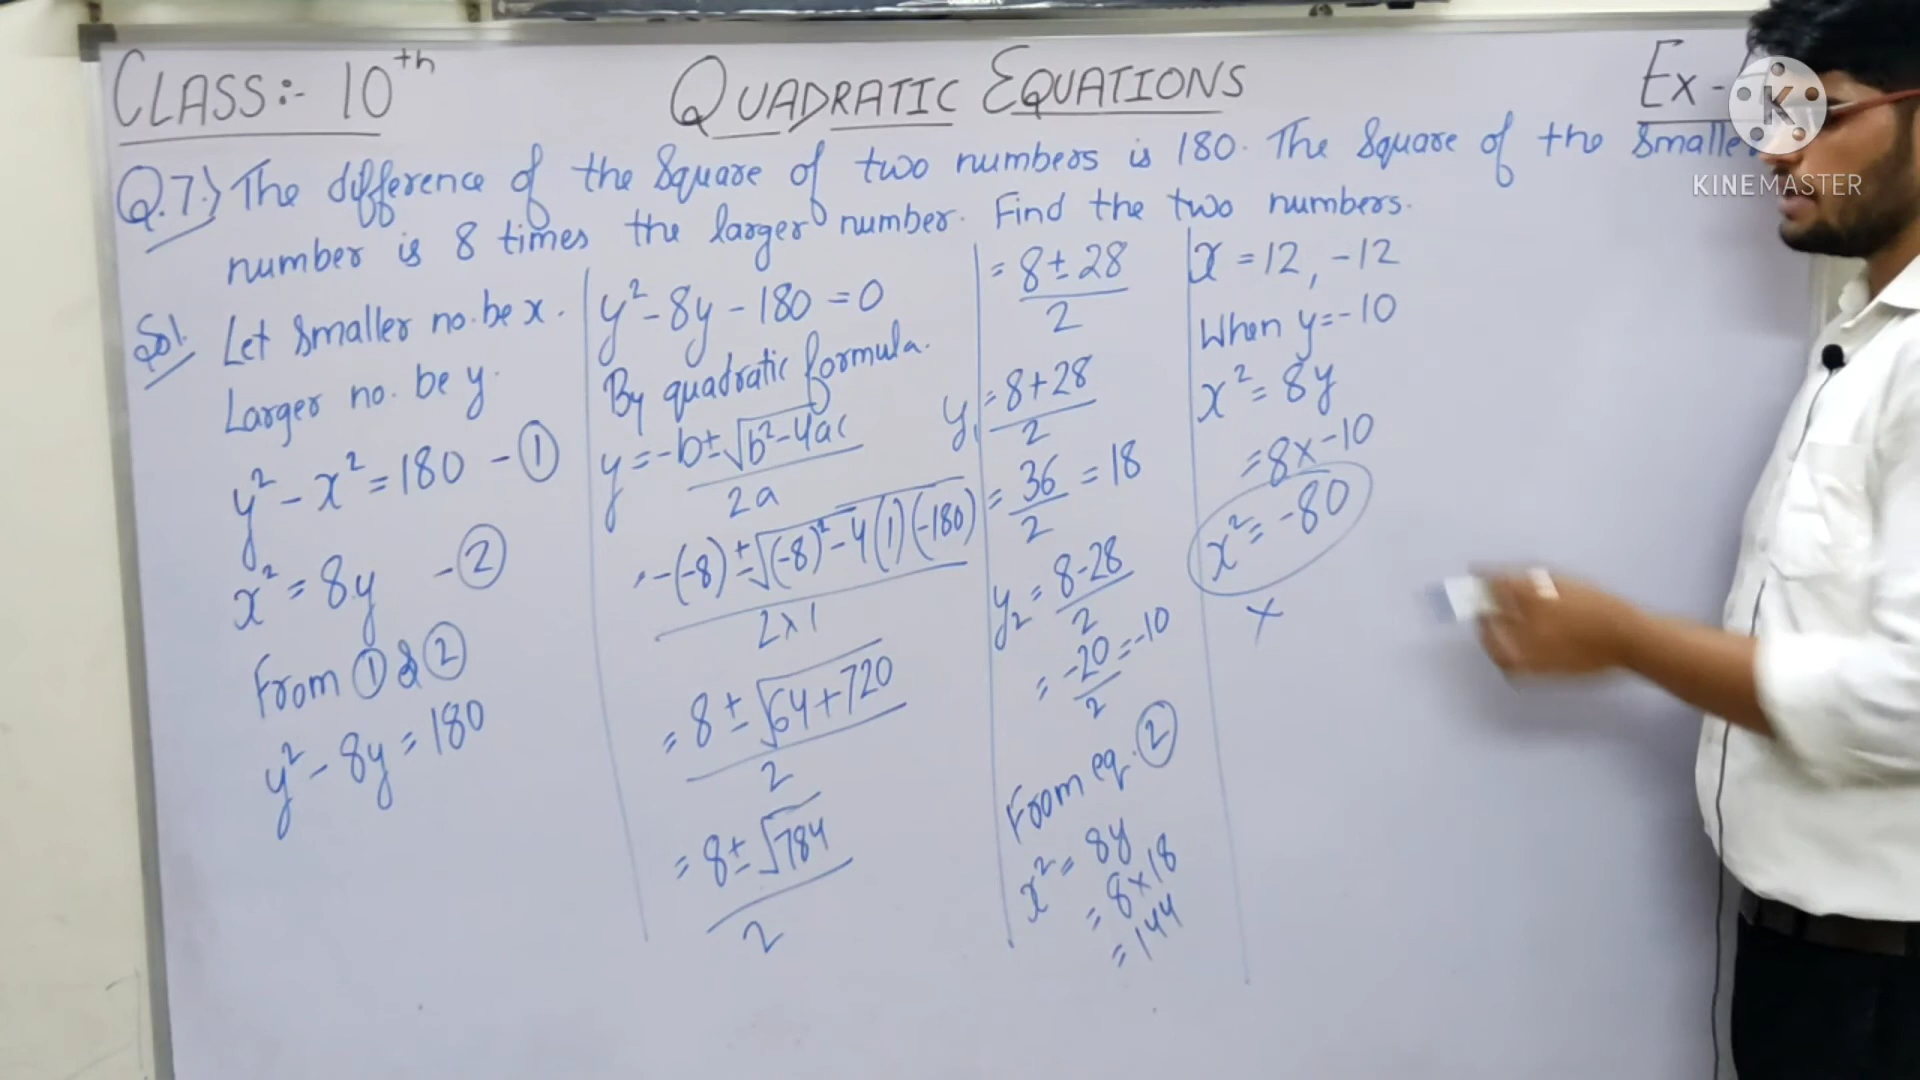 CLASS:- 10th
QUADRATIC EQUATIONS
Ex-
K
KINEMASTER
Q.7.) The difference of the square of two numbers is 180. The square of the smaller
number is 8 times the larger number. Find the two numbers.
Sol. Let smaller no. be x.
Larger no. be y.
y² - x² = 180 - ①
x² = 8y - ②
From ① & ②
y² - 8y = 180
y² - 8y - 180 = 0
By quadratic formula.
y = -b ± √b² - 4ac
2a
= -(-8) ± √(-8)² - 4(1)(-180)
2×1
= 8 ± √64 + 720
2
= 8 ± √784
2
= 8 ± 28
2
y₁ = 8 + 28
2
= 36 = 18
2
y₂ = 8 - 28
2
= -20 = -10
2
From eq. ②
x² = 8y
= 8×18
= 144
x = 12, -12
When y = -10
x² = 8y
= 8x -10
x² = -80
×